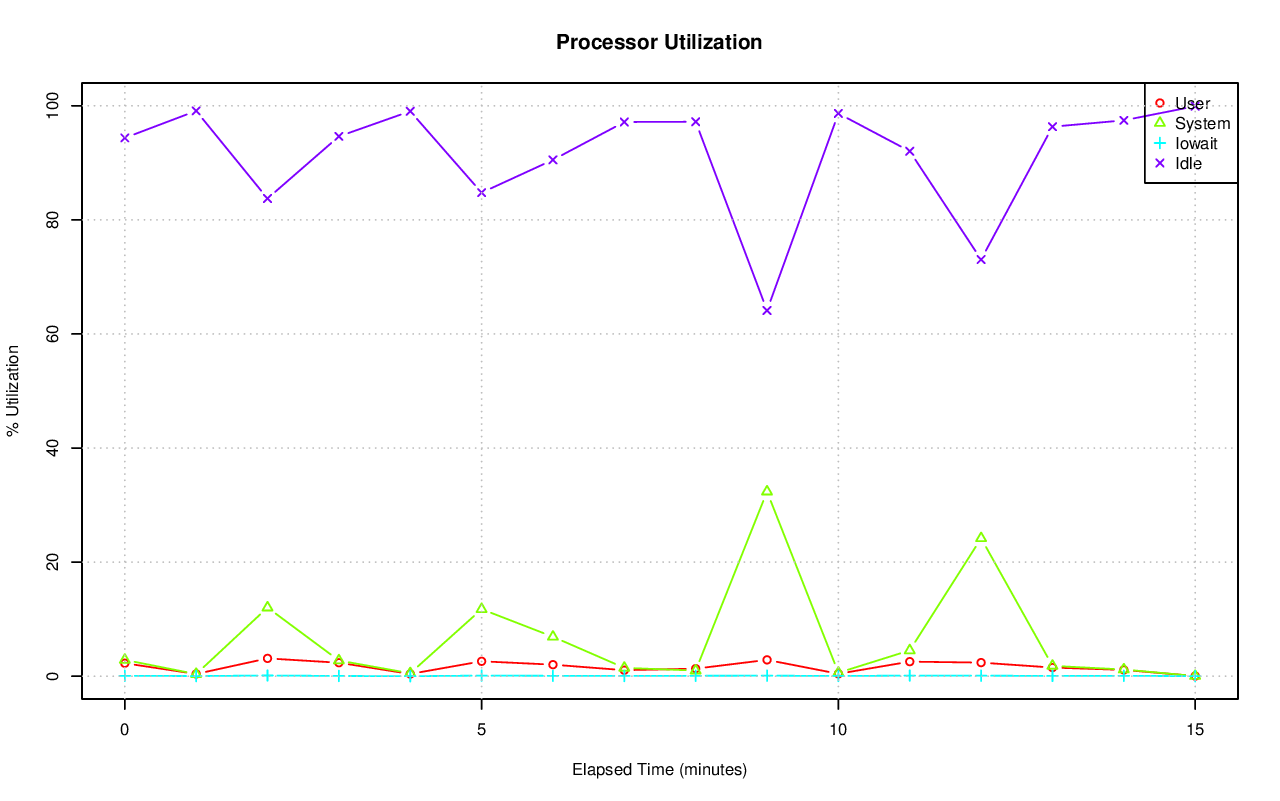 Processor Utilization
% Utilization
100
80
60
40
20
0
User
System
Iowait
Idle
0 5 10 15
Elapsed Time (minutes)